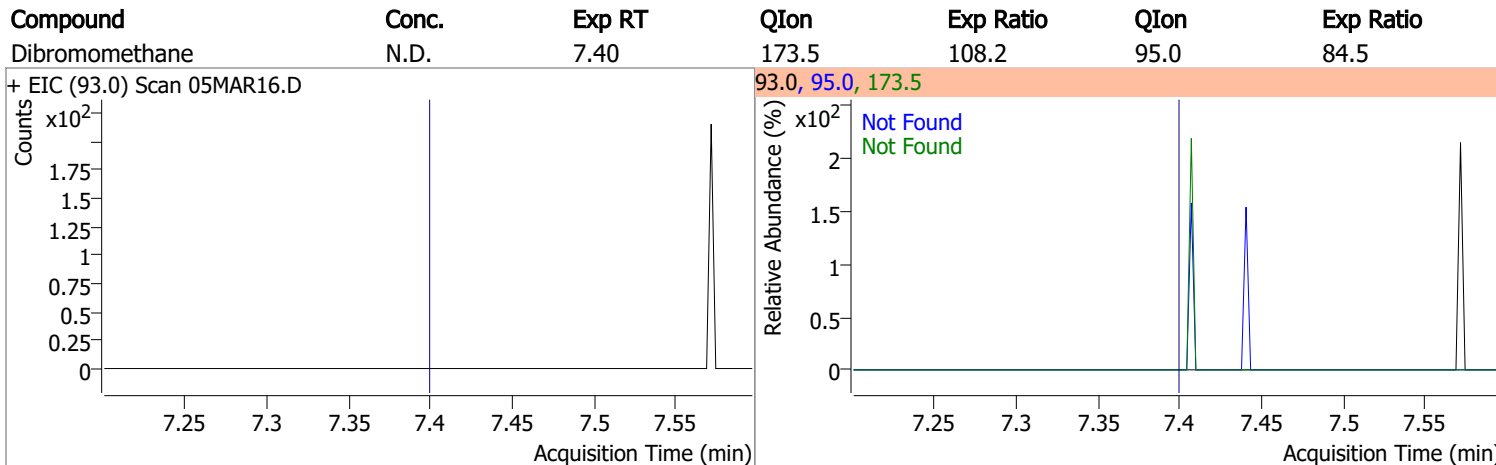 Compound Conc. Exp RT QIon Exp Ratio QIon Exp Ratio
Dibromomethane N.D. 7.40 173.5 108.2 95.0 84.5
+ EIC (93.0) Scan 05MAR16.D
Counts
x10²
1.75
1.5
1.25
1
0.75
0.5
0.25
0
7.25 7.3 7.35 7.4 7.45 7.5 7.55
Acquisition Time (min)
93.0, 95.0, 173.5
Relative Abundance (%)
x10²
Not Found
Not Found
2
1.5
1
0.5
0
7.25 7.3 7.35 7.4 7.45 7.5 7.55
Acquisition Time (min)